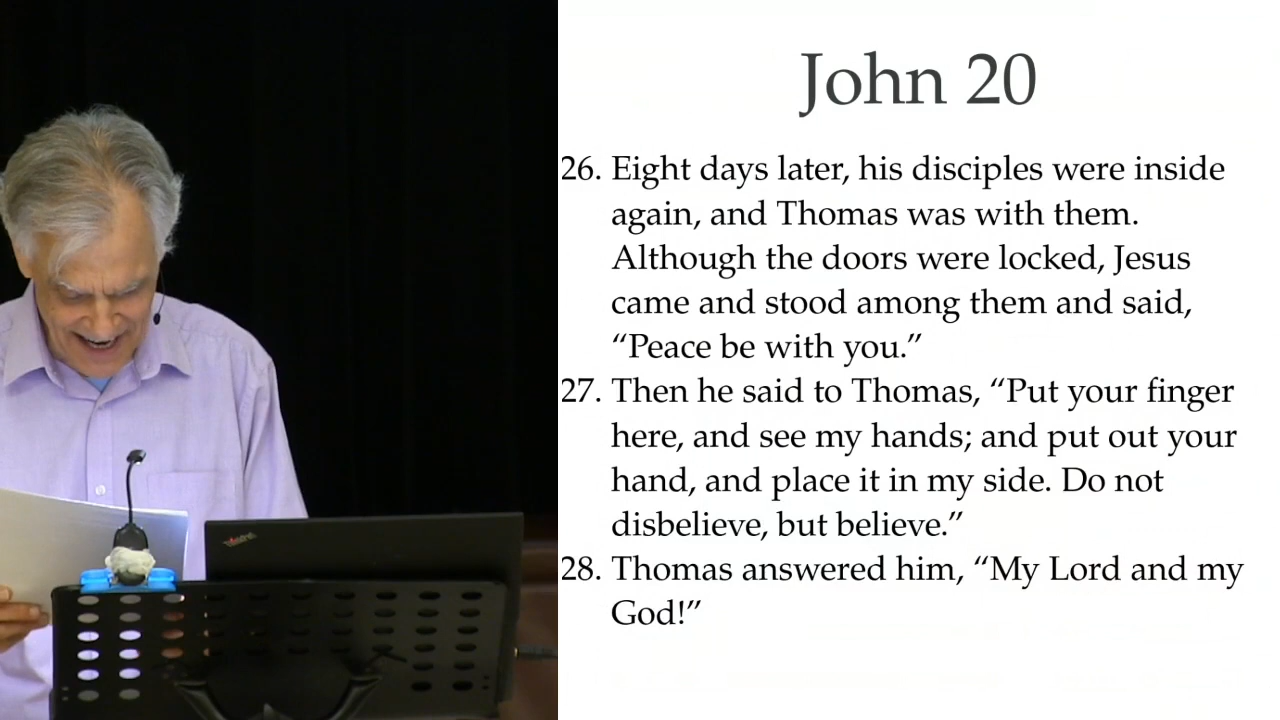 John 20
26. Eight days later, his disciples were inside
again, and Thomas was with them.
Although the doors were locked, Jesus
came and stood among them and said,
“Peace be with you.”
27. Then he said to Thomas, “Put your finger
here, and see my hands; and put out your
hand, and place it in my side. Do not
disbelieve, but believe.”
28. Thomas answered him, “My Lord and my
God!”